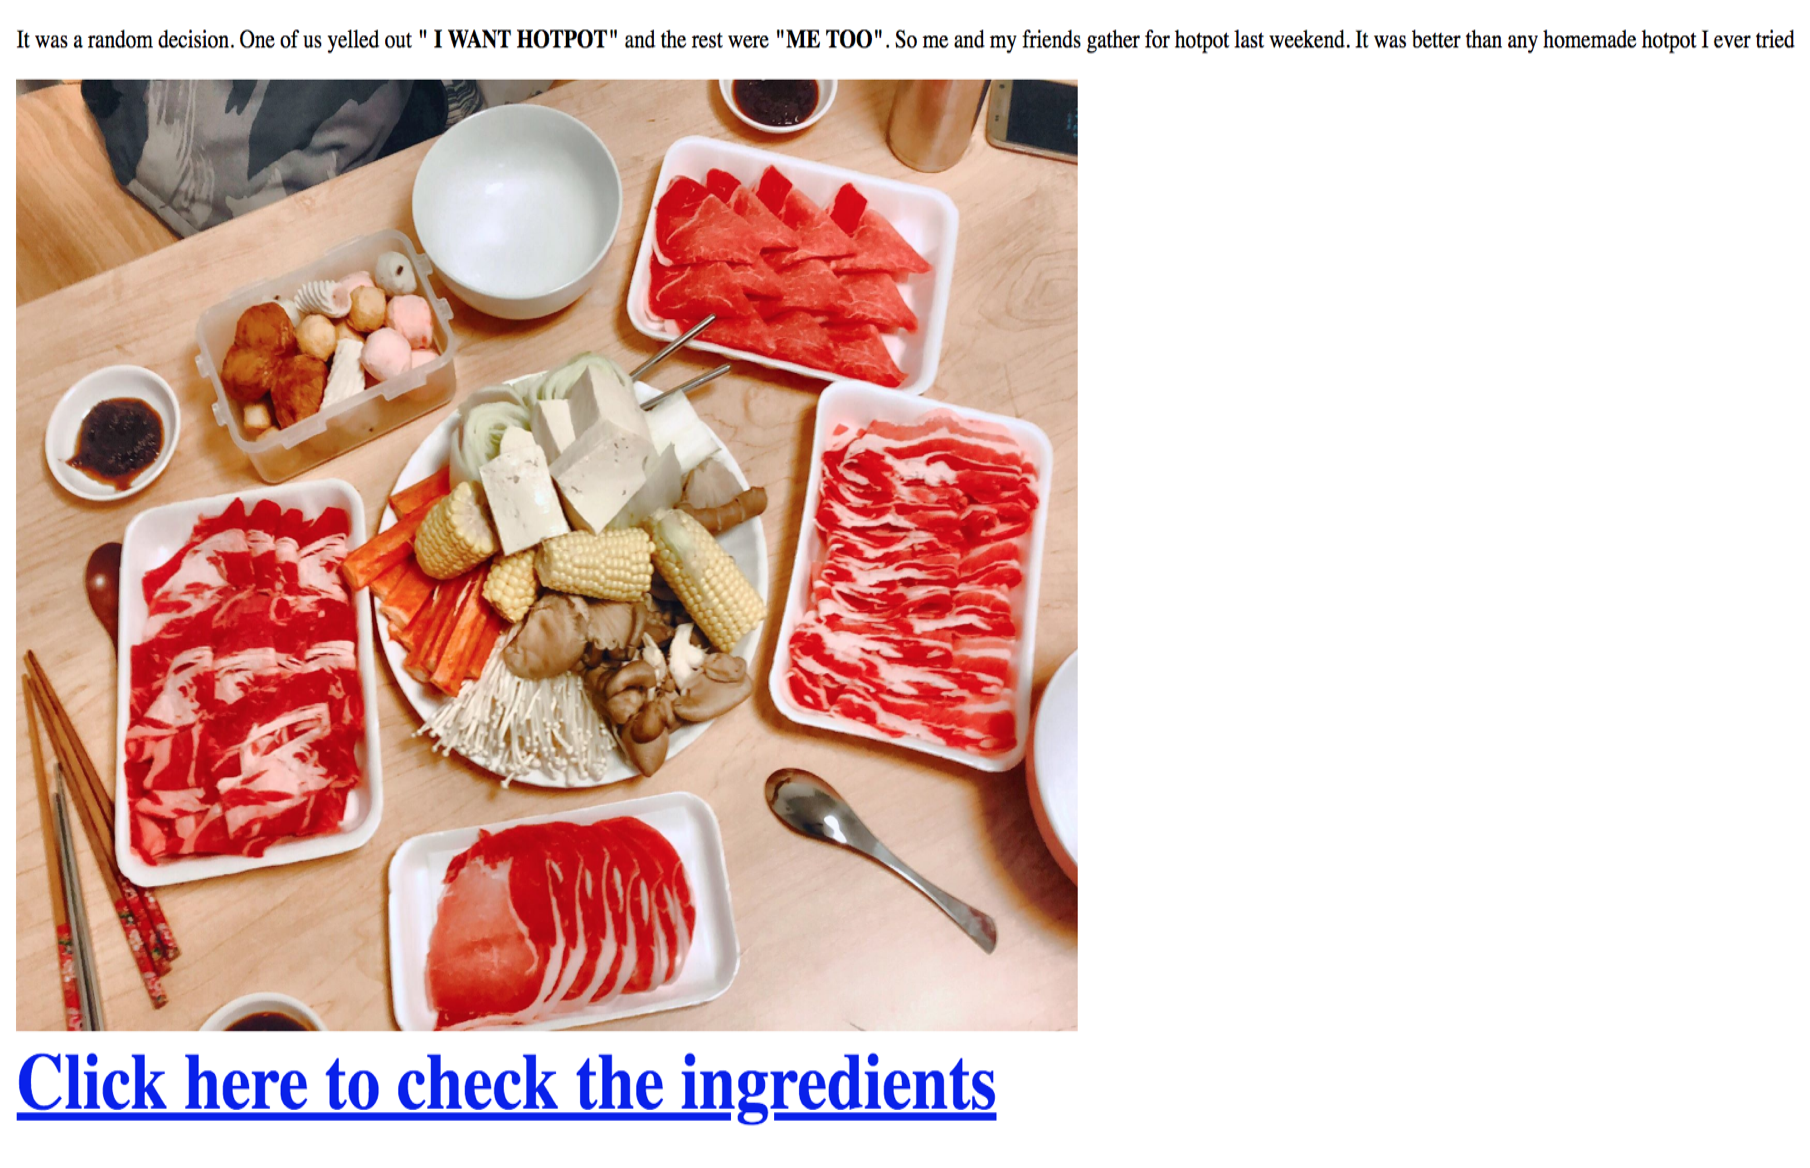 It was a random decision. One of us yelled out " I WANT HOTPOT" and the rest were "ME TOO". So me and my friends gather for hotpot last weekend. It was better than any homemade hotpot I ever tried
Click here to check the ingredients